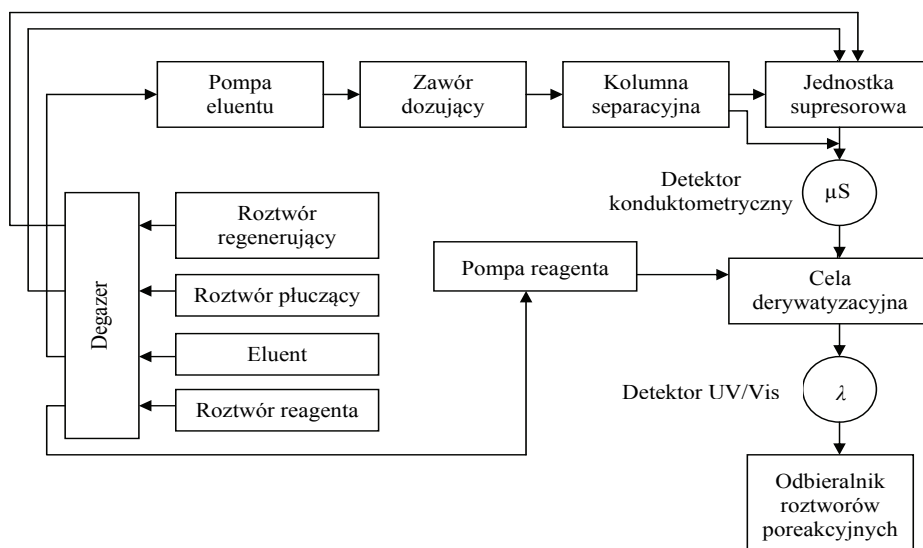 Pompa
eluentu
Zawór
dozujący
Kolumna
separacyjna
Jednostka
supresorowa
Detektor
konduktometryczny
µS
Degazer
Roztwór
regenerujący
Roztwór płuczący
Eluent
Roztwór reagenta
Pompa reagenta
Cela
derywatyzacyjna
Detektor UV/Vis
λ
Odbieralnik
roztworów
poreakcyjnych